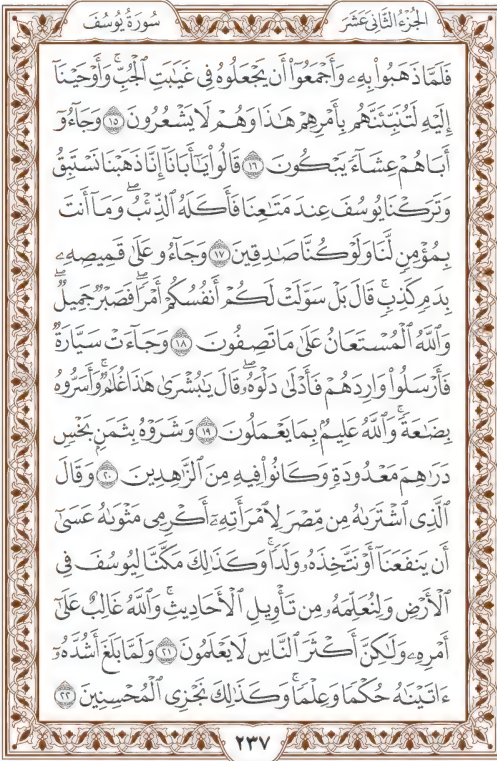 الجُزْءُ الثَّانِى عَشَرَ
سُورَةُ يُوسُفَ
فَلَمَّا ذَهَبُوا۟ بِهِۦ وَأَجْمَعُوٓا۟ أَن يَجْعَلُوهُ فِى غَيَـٰبَتِ ٱلْجُبِّ ۚ وَأَوْحَيْنَآ
إِلَيْهِ لَتُنَبِّئَنَّهُم بِأَمْرِهِمْ هَـٰذَا وَهُمْ لَا يَشْعُرُونَ ١٥ وَجَآءُوٓ
أَبَاهُمْ عِشَآءً يَبْكُونَ ١٦ قَالُوا۟ يَـٰٓأَبَانَآ إِنَّا ذَهَبْنَا نَسْتَبِقُ
وَتَرَكْنَا يُوسُفَ عِندَ مَتَـٰعِنَا فَأَكَلَهُ ٱلذِّئْبُ ۖ وَمَآ أَنتَ
بِمُؤْمِنٍ لَّنَا وَلَوْ كُنَّا صَـٰدِقِينَ ١٧ وَجَآءُو عَلَىٰ قَمِيصِهِۦ
بِدَمٍ كَذِبٍ ۚ قَالَ بَلْ سَوَّلَتْ لَكُمْ أَنفُسُكُمْ أَمْرًا ۖ فَصَبْرٌ جَمِيلٌ ۖ
وَٱللَّهُ ٱلْمُسْتَعَانُ عَلَىٰ مَا تَصِفُونَ ١٨ وَجَآءَتْ سَيَّارَةٌ
فَأَرْسَلُوا۟ وَارِدَهُمْ فَأَدْلَىٰ دَلْوَهُۥ ۖ قَالَ يَـٰبُشْرَىٰ هَـٰذَا غُلَـٰمٌ ۚ وَأَسَرُّوهُ
بِضَـٰعَةً ۚ وَٱللَّهُ عَلِيمٌۢ بِمَا يَعْمَلُونَ ١٩ وَشَرَوْهُ بِثَمَنٍۭ بَخْسٍ
دَرَٰهِمَ مَعْدُودَةٍ وَكَانُوا۟ فِيهِ مِنَ ٱلزَّٰهِدِينَ ٢٠ وَقَالَ
ٱلَّذِى ٱشْتَرَىٰهُ مِن مِّصْرَ لِٱمْرَأَتِهِۦٓ أَكْرِمِى مَثْوَىٰهُ عَسَىٰٓ
أَن يَنفَعَنَآ أَوْ نَتَّخِذَهُۥ وَلَدًا ۚ وَكَذَٰلِكَ مَكَّنَّا لِيُوسُفَ فِى
ٱلْأَرْضِ وَلِنُعَلِّمَهُۥ مِن تَأْوِيلِ ٱلْأَحَادِيثِ ۚ وَٱللَّهُ غَالِبٌ عَلَىٰٓ
أَمْرِهِۦ وَلَـٰكِنَّ أَكْثَرَ ٱلنَّاسِ لَا يَعْلَمُونَ ٢١ وَلَمَّا بَلَغَ أَشُدَّهُۥٓ
ءَاتَيْنَـٰهُ حُكْمًا وَعِلْمًا ۚ وَكَذَٰلِكَ نَجْزِى ٱلْمُحْسِنِينَ ٢٢
٢٣٧